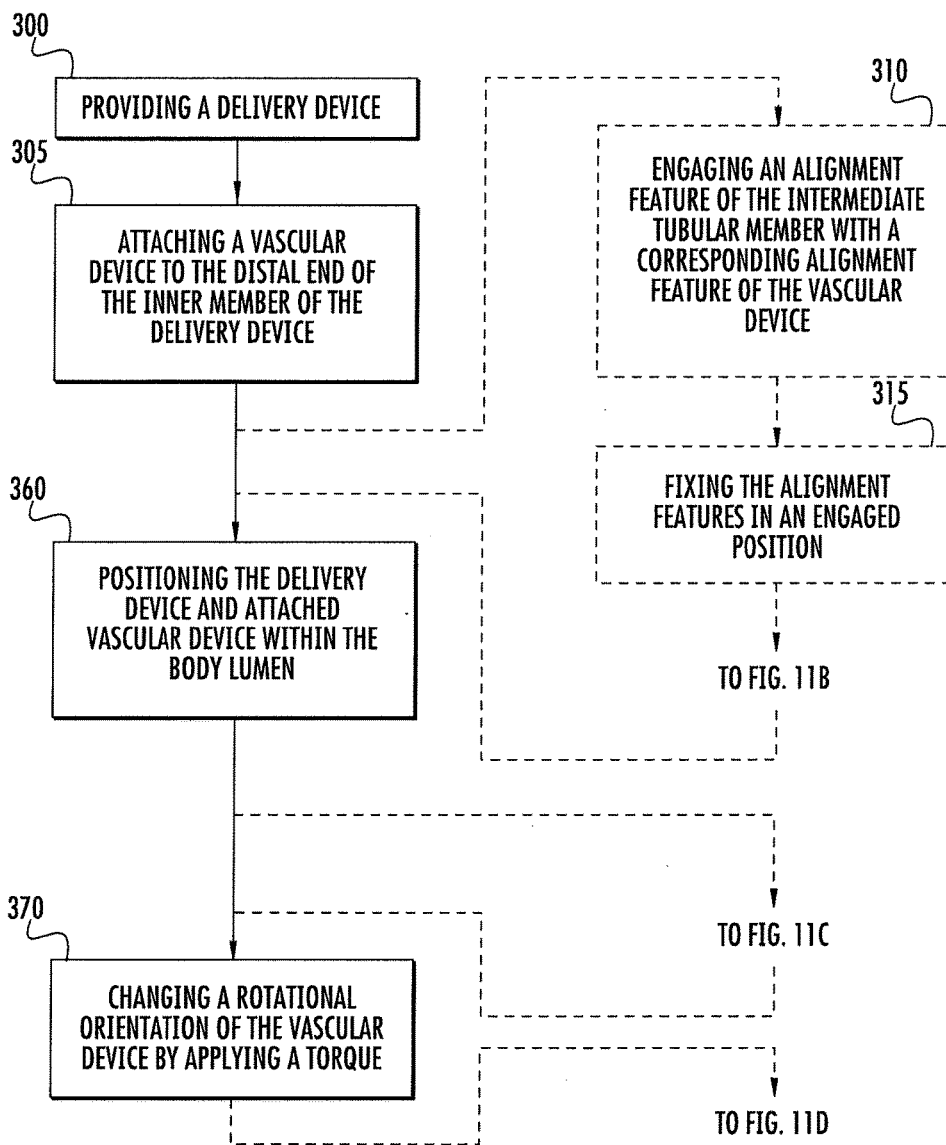 300
PROVIDING A DELIVERY DEVICE
305
ATTACHING A VASCULAR
DEVICE TO THE DISTAL END OF
THE INNER MEMBER OF THE
DELIVERY DEVICE
310
ENGAGING AN ALIGNMENT
FEATURE OF THE INTERMEDIATE
TUBULAR MEMBER WITH A
CORRESPONDING ALIGNMENT
FEATURE OF THE VASCULAR
DEVICE
315
FIXING THE ALIGNMENT
FEATURES IN AN ENGAGED
POSITION
TO FIG. 11B
360
POSITIONING THE DELIVERY
DEVICE AND ATTACHED
VASCULAR DEVICE WITHIN THE
BODY LUMEN
TO FIG. 11C
370
CHANGING A ROTATIONAL
ORIENTATION OF THE VASCULAR
DEVICE BY APPLYING A TORQUE
TO FIG. 11D